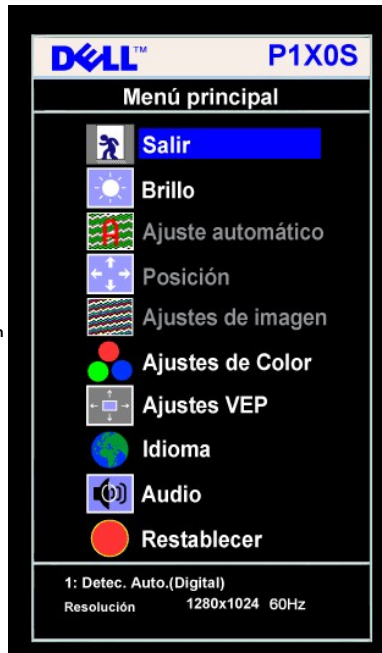 DELL™ P1X0S
Menú principal
Salir
Brillo
Ajuste automático
Posición
Ajustes de imagen
Ajustes de Color
Ajustes VEP
Idioma
Audio
Restablecer
1: Detec. Auto.(Digital)
Resolución 1280x1024 60Hz